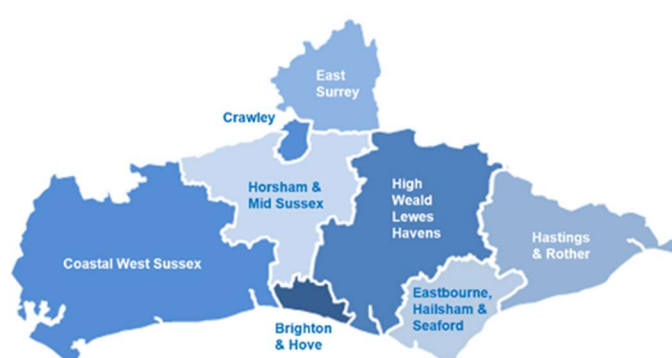 East
Surrey
Crawley
Horsham &
Mid Sussex
High
Weald
Lewes
Havens
Hastings
& Rother
Coastal West Sussex
Eastbourne,
Hailsham &
Seaford
Brighton
& Hove